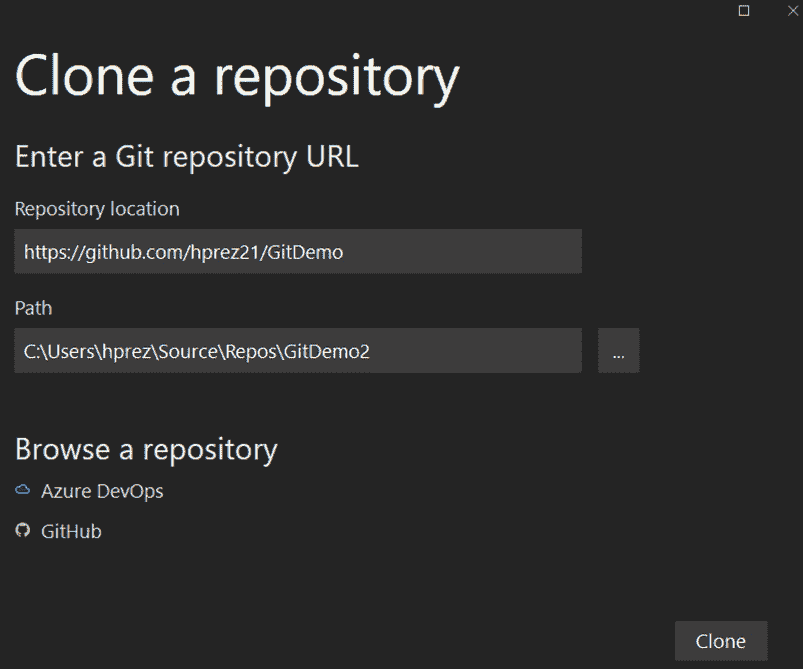 Clone a repository
Enter a Git repository URL
Repository location
https://github.com/hprez21/GitDemo
Path
C:\Users\hprez\Source\Repos\GitDemo2
...
Browse a repository
Azure DevOps
GitHub
Clone